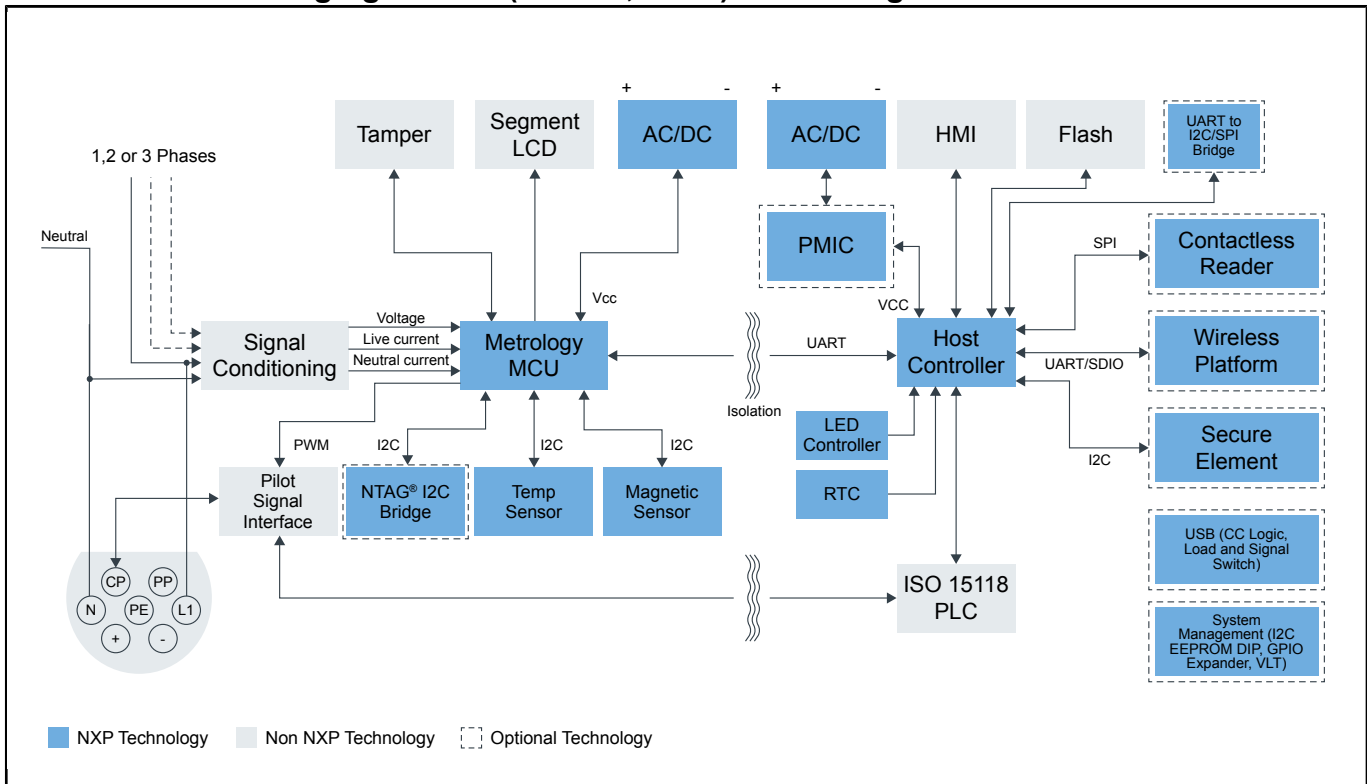 + - + -
Tamper
Segment
LCD
AC/DC
AC/DC
HMI
Flash
UART to
I2C/SPI
Bridge
1,2 or 3 Phases
Neutral
PMIC
SPI
Contactless
Reader
Vcc
VCC
Signal
Conditioning
Voltage
Live current
Neutral current
Metrology
MCU
UART
Isolation
Host
Controller
UART/SDIO
Wireless
Platform
LED
Controller
I2C
Secure
Element
PWM
I2C
I2C
I2C
Pilot
Signal
Interface
NTAG® I2C
Bridge
Temp
Sensor
Magnetic
Sensor
RTC
USB (CC Logic,
Load and Signal
Switch)
CP PP
N PE L1
+ -
ISO 15118
PLC
System
Management (I2C
EEPROM DIP, GPIO
Expander, VLT)
NXP Technology
Non NXP Technology
Optional Technology